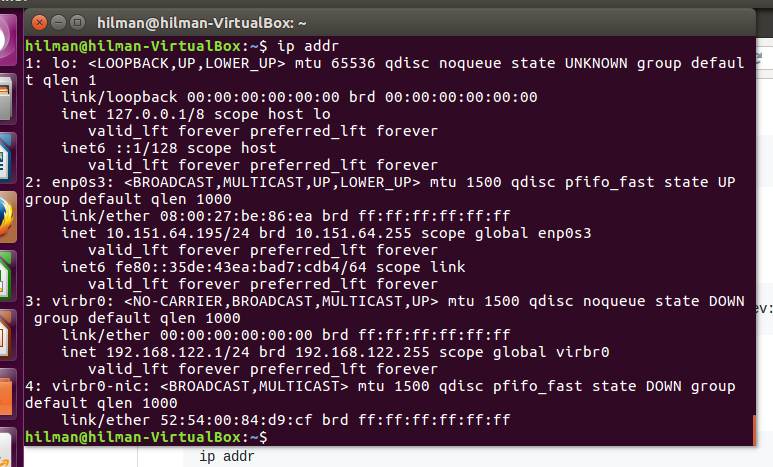 hilman@hilman-VirtualBox: ~
hilman@hilman-VirtualBox:~$ ip addr
1: lo: <LOOPBACK,UP,LOWER_UP> mtu 65536 qdisc noqueue state UNKNOWN group defaul
t qlen 1
    link/loopback 00:00:00:00:00:00 brd 00:00:00:00:00:00
    inet 127.0.0.1/8 scope host lo
       valid_lft forever preferred_lft forever
    inet6 ::1/128 scope host
       valid_lft forever preferred_lft forever
2: enp0s3: <BROADCAST,MULTICAST,UP,LOWER_UP> mtu 1500 qdisc pfifo_fast state UP
group default qlen 1000
    link/ether 08:00:27:be:86:ea brd ff:ff:ff:ff:ff:ff
    inet 10.151.64.195/24 brd 10.151.64.255 scope global enp0s3
       valid_lft forever preferred_lft forever
    inet6 fe80::35de:43ea:bad7:cdb4/64 scope link
       valid_lft forever preferred_lft forever
3: virbr0: <NO-CARRIER,BROADCAST,MULTICAST,UP> mtu 1500 qdisc noqueue state DOWN
 group default qlen 1000
    link/ether 00:00:00:00:00:00 brd ff:ff:ff:ff:ff:ff
    inet 192.168.122.1/24 brd 192.168.122.255 scope global virbr0
       valid_lft forever preferred_lft forever
4: virbr0-nic: <BROADCAST,MULTICAST> mtu 1500 qdisc pfifo_fast state DOWN group
default qlen 1000
    link/ether 52:54:00:84:d9:cf brd ff:ff:ff:ff:ff:ff
hilman@hilman-VirtualBox:~$
ev:
ip addr